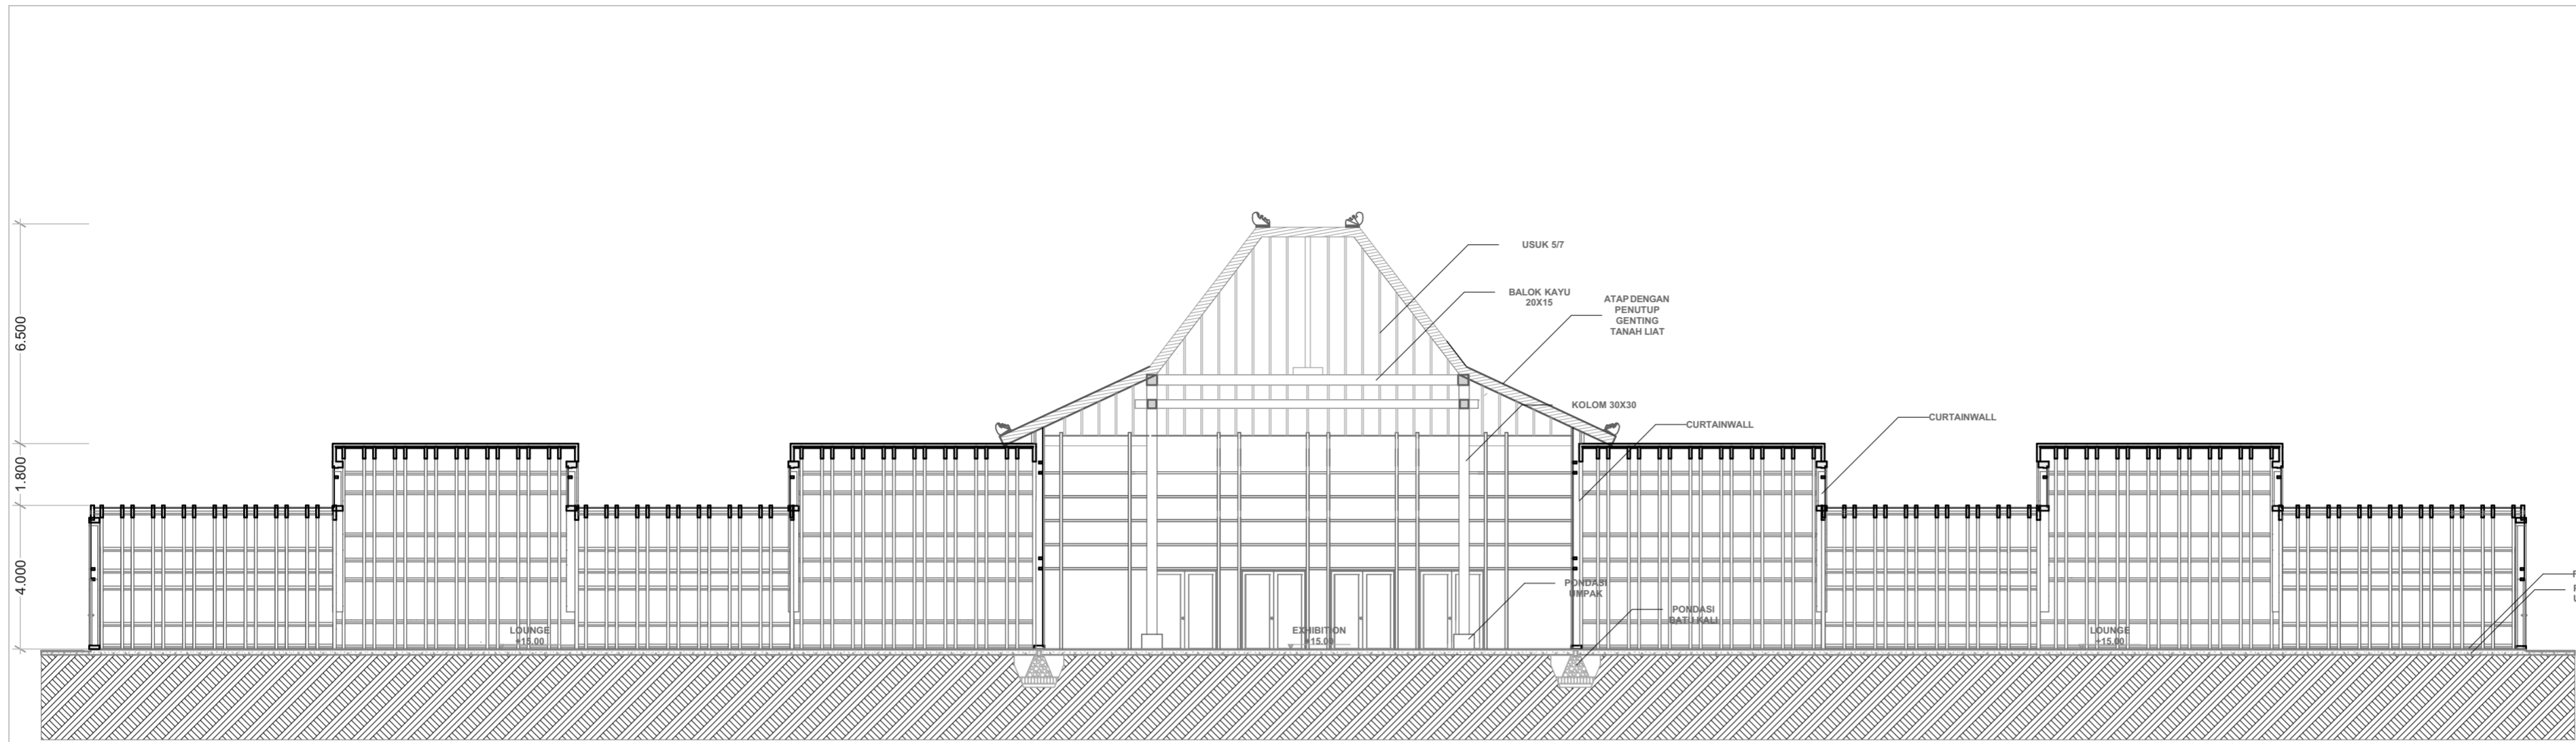 6.500
1.800
4.000
USUK 5/7
BALOK KAYU
20X15
ATAP DENGAN
PENUTUP
GENTING
TANAH LIAT
KOLOM 30X30
CURTAINWALL
CURTAINWALL
PONDASI
UMPAK
PONDASI
BATU KALI
LOUNGE
+15.00
EXHIBITION
+15.00
LOUNGE
+15.00